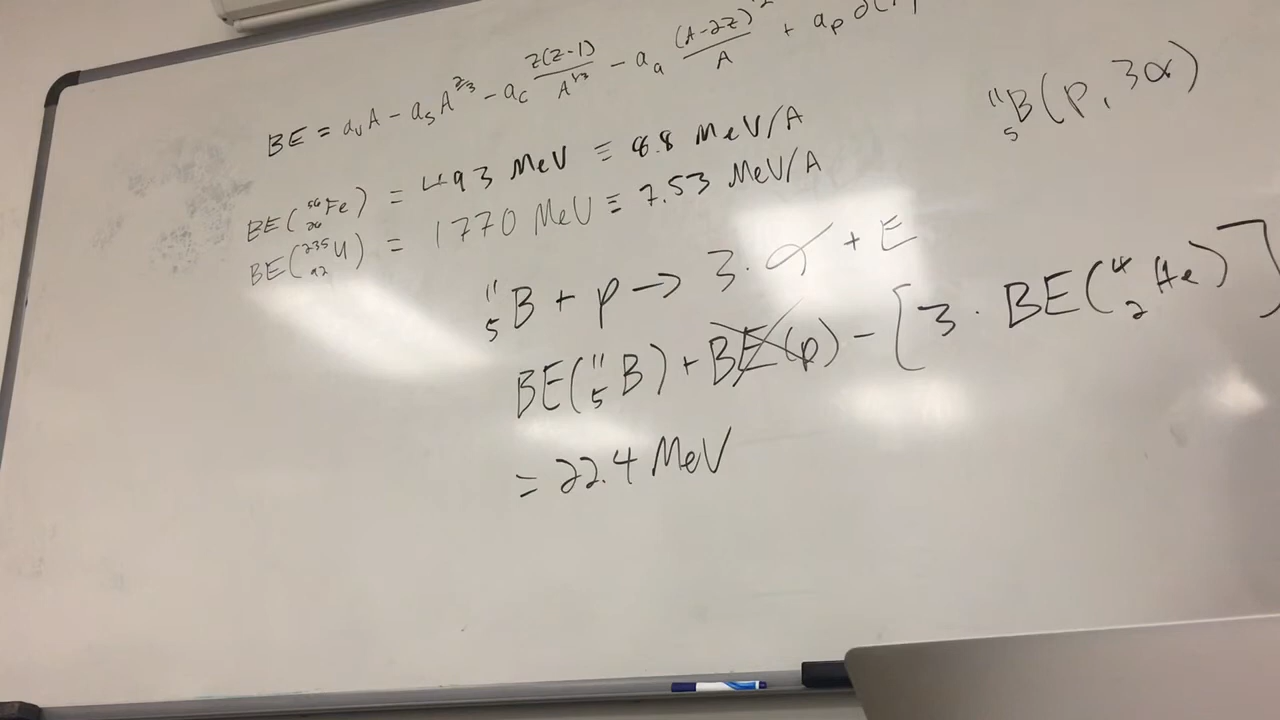 BE = a_v A - a_s A^{2/3} - a_c \frac{Z(Z-1)}{A^{1/3}} - a_a \frac{(A-2Z)^2}{A} + a_p
^{11}_{5}B(p, 3α)
BE(^{56}_{26}Fe) = 493 MeV ≡ 8.8 MeV/A
BE(^{235}_{92}U) = 1770 MeV ≡ 7.53 MeV/A
^{11}_{5}B + p → 3·α + E
BE(^{11}_{5}B) + BE(p) - [3·BE(^{4}_{2}He)]
= 22.4 MeV